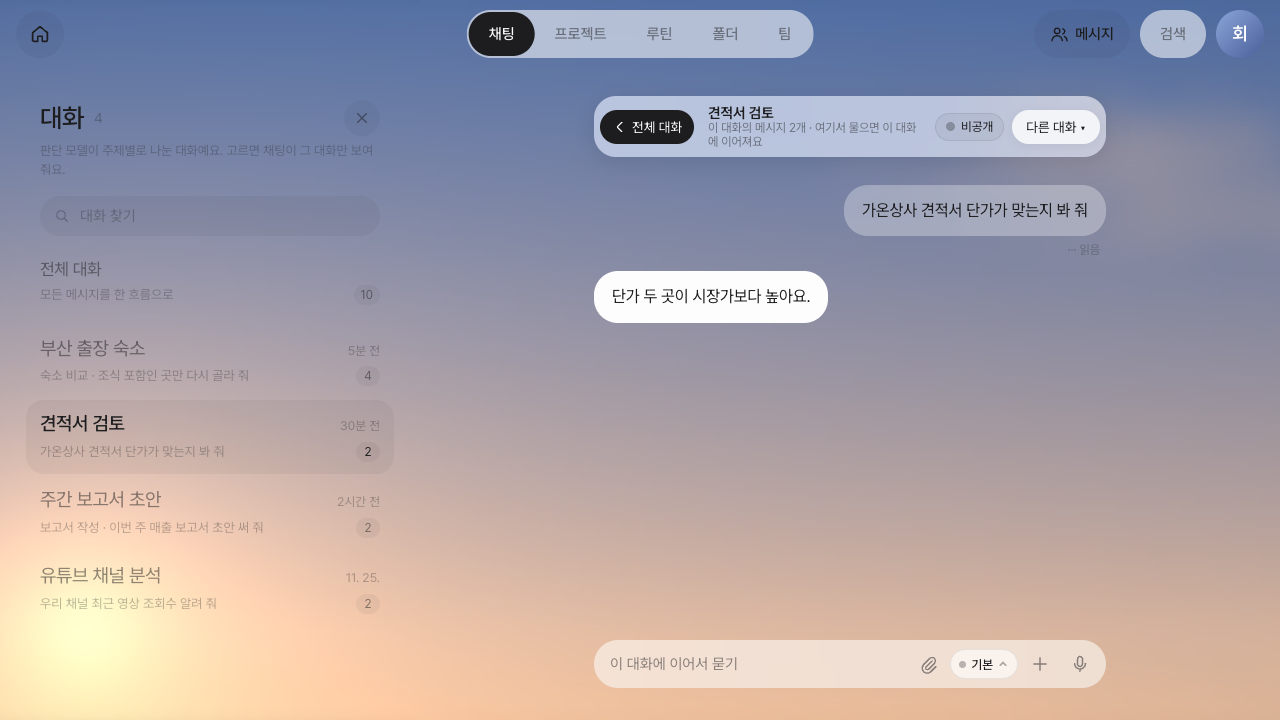 채팅
프로젝트
루틴
폴더
팀
메시지
검색
회
대화 4
판단 모델이 주제별로 나눈 대화예요. 고르면 채팅이 그 대화만 보여
줘요.
대화 찾기
전체 대화
모든 메시지를 한 흐름으로 10
부산 출장 숙소 5분 전
숙소 비교 · 조식 포함인 곳만 다시 골라 줘 4
견적서 검토 30분 전
가온상사 견적서 단가가 맞는지 봐 줘 2
주간 보고서 초안 2시간 전
보고서 작성 · 이번 주 매출 보고서 초안 써 줘 2
유튜브 채널 분석 11. 25.
우리 채널 최근 영상 조회수 알려 줘 2
전체 대화
견적서 검토
이 대화의 메시지 2개 · 여기서 물으면 이 대화
에 이어져요
비공개
다른 대화 ▾
가온상사 견적서 단가가 맞는지 봐 줘
— 읽음
단가 두 곳이 시장가보다 높아요.
이 대화에 이어서 묻기
기본